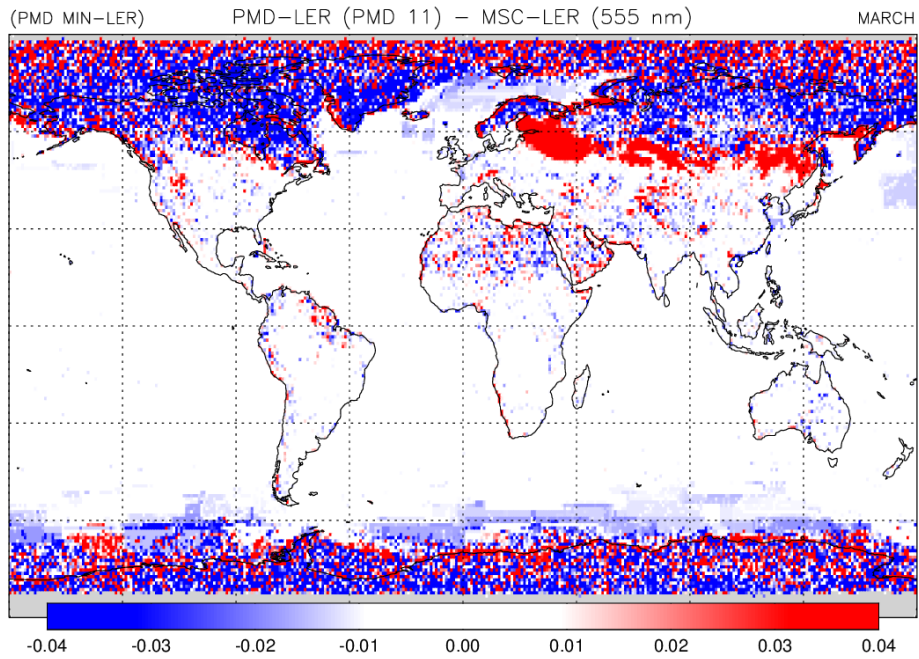 (PMD MIN-LER) PMD-LER (PMD 11) − MSC-LER (555 nm) MARCH
-0.04 -0.03 -0.02 -0.01 0.00 0.01 0.02 0.03 0.04